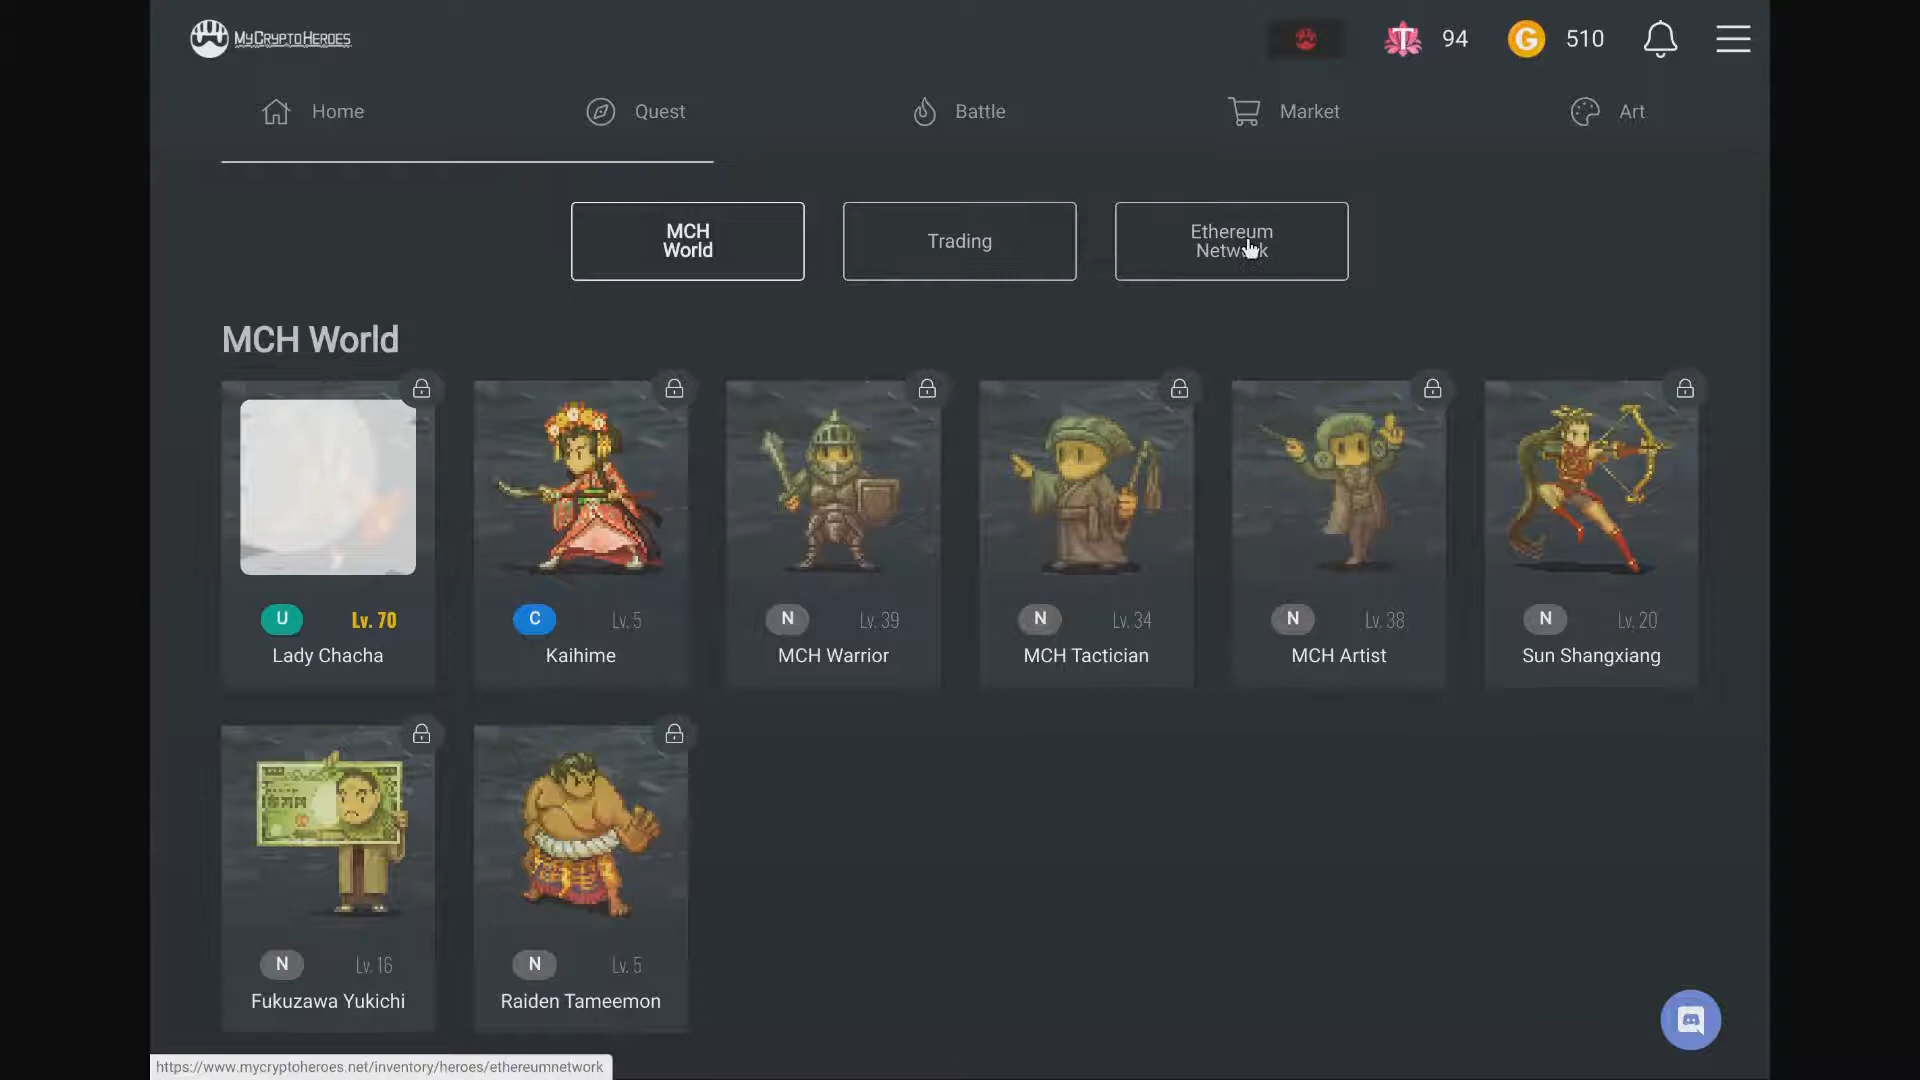 MYCRYPTOHEROES
94
510
Home
Quest
Battle
Market
Art
MCH
World
Trading
Ethereum
Network
MCH World
U
Lv. 70
Lady Chacha
C
Lv. 5
Kaihime
N
Lv. 39
MCH Warrior
N
Lv. 34
MCH Tactician
N
Lv. 38
MCH Artist
N
Lv. 20
Sun Shangxiang
N
Lv. 16
Fukuzawa Yukichi
N
Lv. 5
Raiden Tameemon
https://www.mycryptoheroes.net/inventory/heroes/ethereumnetwork